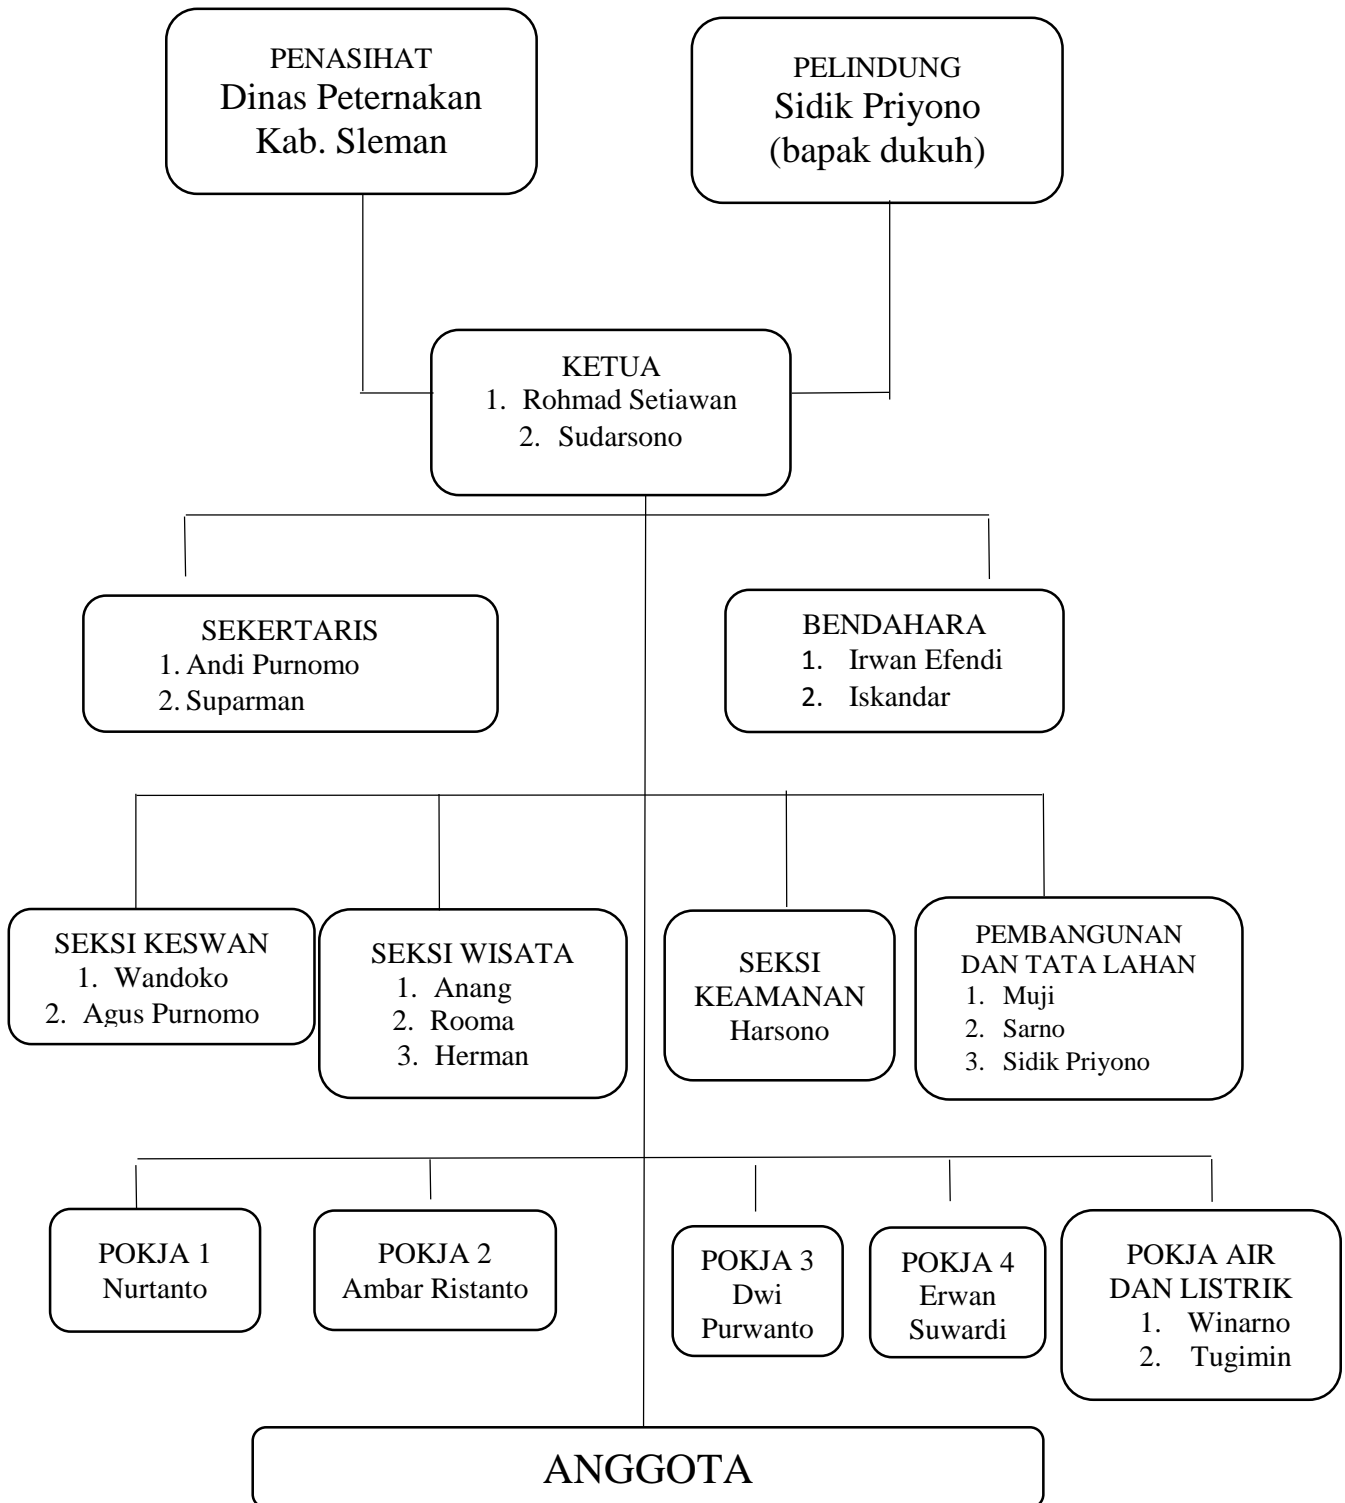 PENASIHAT
Dinas Peternakan
Kab. Sleman
PELINDUNG
Sidik Priyono
(bapak dukuh)
KETUA
1. Rohmad Setiawan
2. Sudarsono
SEKERTARIS
1. Andi Purnomo
2. Suparman
BENDAHARA
1. Irwan Efendi
2. Iskandar
SEKSI KESWAN
1. Wandoko
2. Agus Purnomo
SEKSI WISATA
1. Anang
2. Rooma
3. Herman
SEKSI
KEAMANAN
Harsono
PEMBANGUNAN
DAN TATA LAHAN
1. Muji
2. Sarno
3. Sidik Priyono
POKJA 1
Nurtanto
POKJA 2
Ambar Ristanto
POKJA 3
Dwi
Purwanto
POKJA 4
Erwan
Suwardi
POKJA AIR
DAN LISTRIK
1. Winarno
2. Tugimin
ANGGOTA